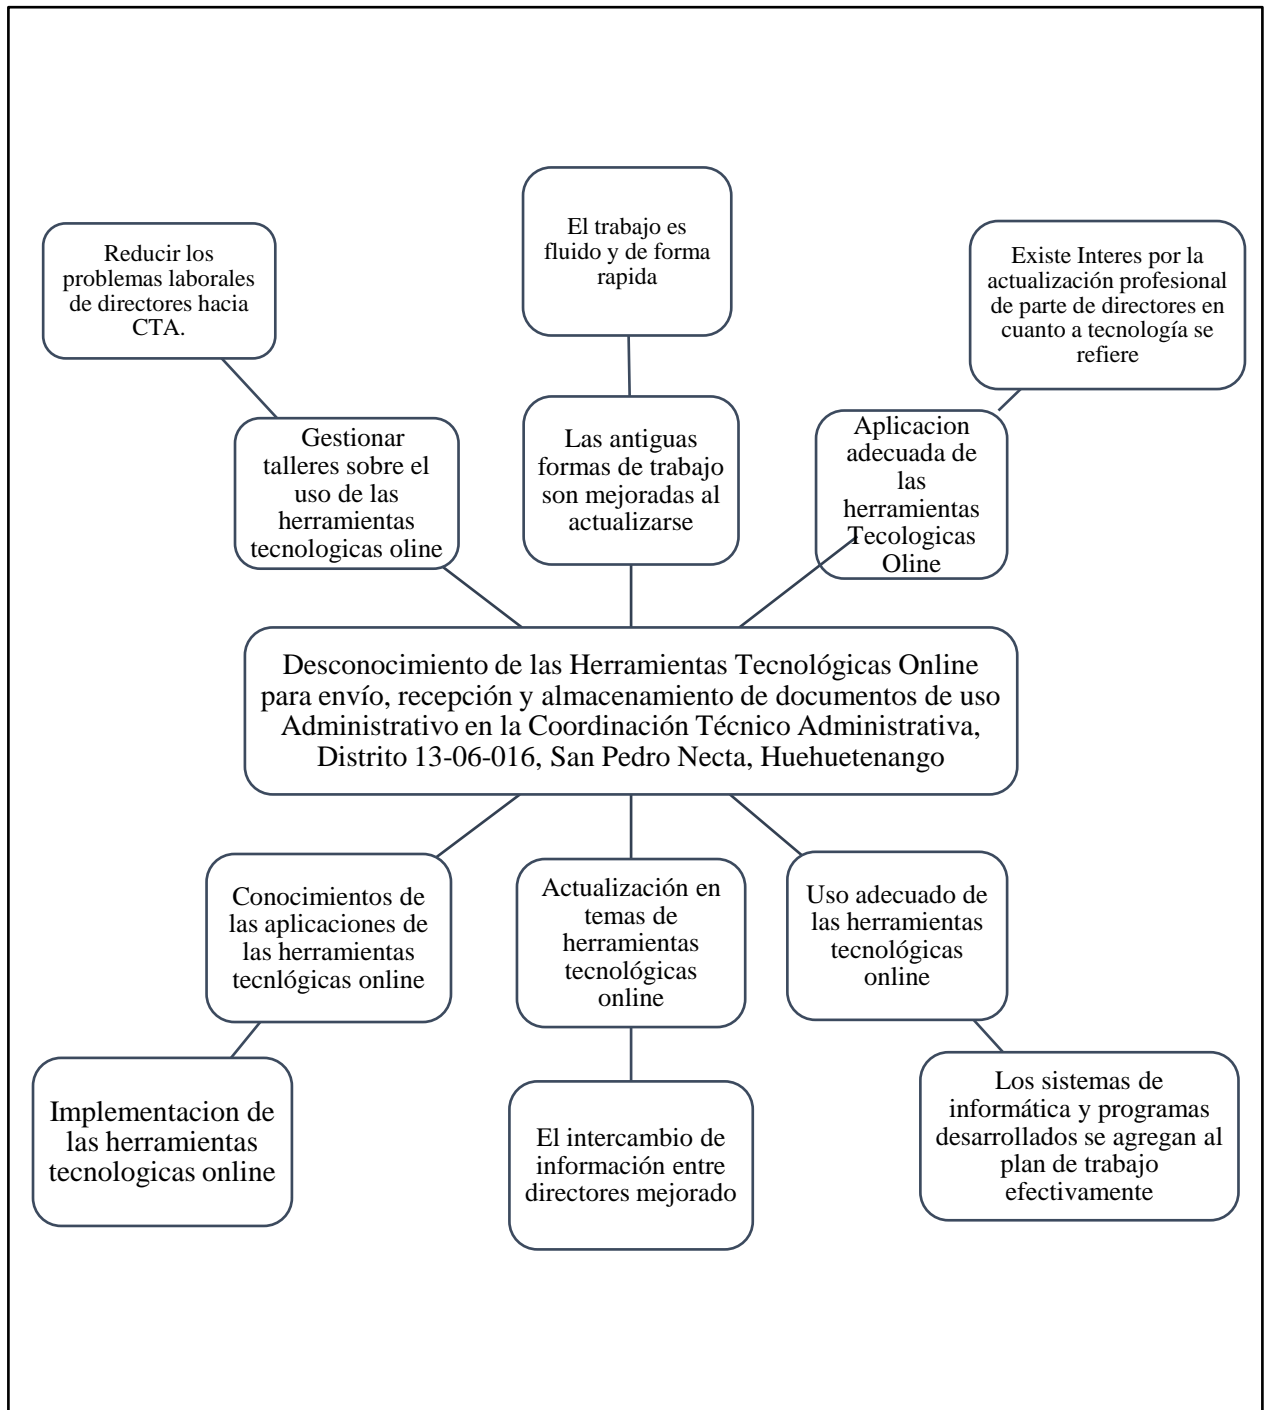 El trabajo es
fluido y de forma
rapida
Reducir los
problemas laborales
de directores hacia
CTA.
Existe Interes por la
actualización profesional
de parte de directores en
cuanto a tecnología se
refiere
Gestionar
talleres sobre el
uso de las
herramientas
tecnologicas oline
Las antiguas
formas de trabajo
son mejoradas al
actualizarse
Aplicacion
adecuada de
las
herramientas
Tecologicas
Oline
Desconocimiento de las Herramientas Tecnológicas Online
para envío, recepción y almacenamiento de documentos de uso
Administrativo en la Coordinación Técnico Administrativa,
Distrito 13-06-016, San Pedro Necta, Huehuetenango
Conocimientos de
las aplicaciones de
las herramientas
tecnlógicas online
Actualización en
temas de
herramientas
tecnológicas
online
Uso adecuado de
las herramientas
tecnológicas
online
Implementacion de
las herramientas
tecnologicas online
El intercambio de
información entre
directores mejorado
Los sistemas de
informática y programas
desarrollados se agregan al
plan de trabajo
efectivamente